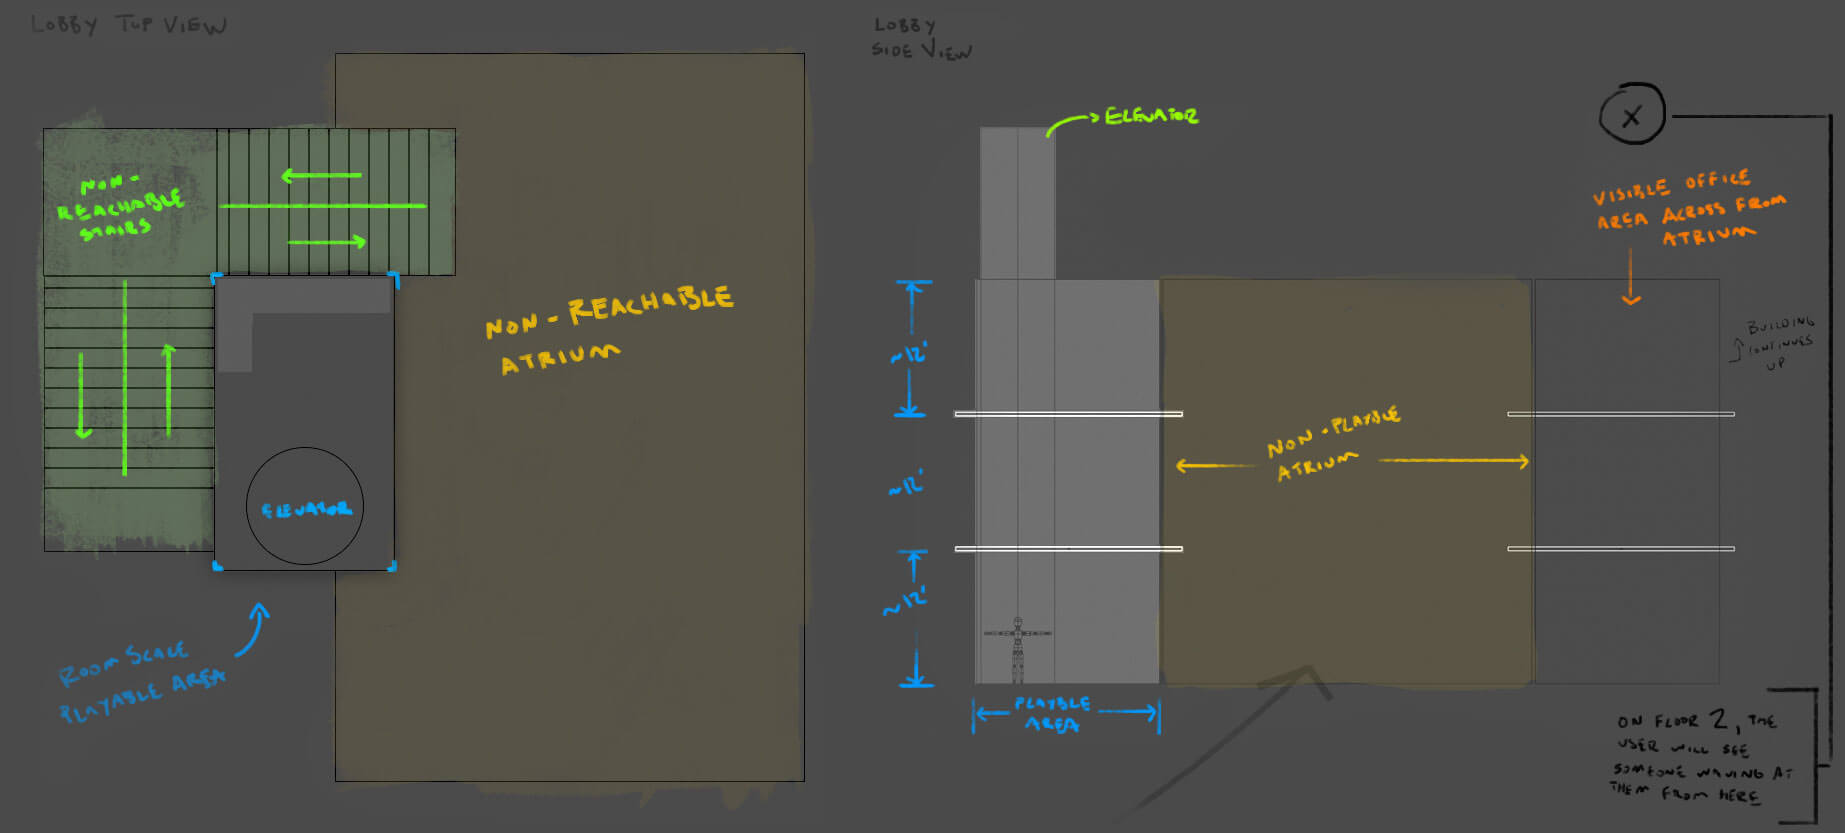 LOBBY TOP VIEW
NON-
REACHABLE
STAIRS
NON-REACHABLE
ATRIUM
ELEVATOR
ROOM SCALE
PLAYABLE AREA
LOBBY
SIDE VIEW
ELEVATOR
X
VISIBLE OFFICE
AREA ACROSS FROM
ATRIUM
BUILDING
CONTINUES
UP
~12'
~12'
~12'
NON-PLAYBLE
ATRIUM
PLAYBLE
AREA
ON FLOOR 2, THE
USER WILL SEE
SOMEONE WAVING AT
THEM FROM HERE